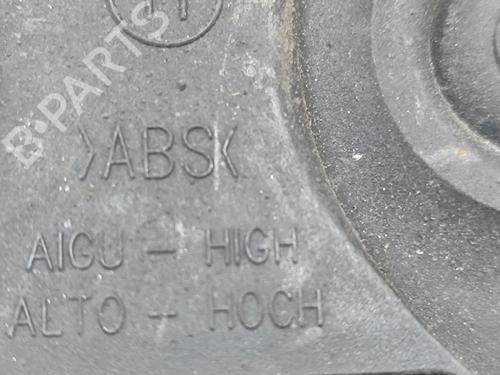 B-PARTS
>ABS<
AIGU - HIGH
ALTO - HOCH